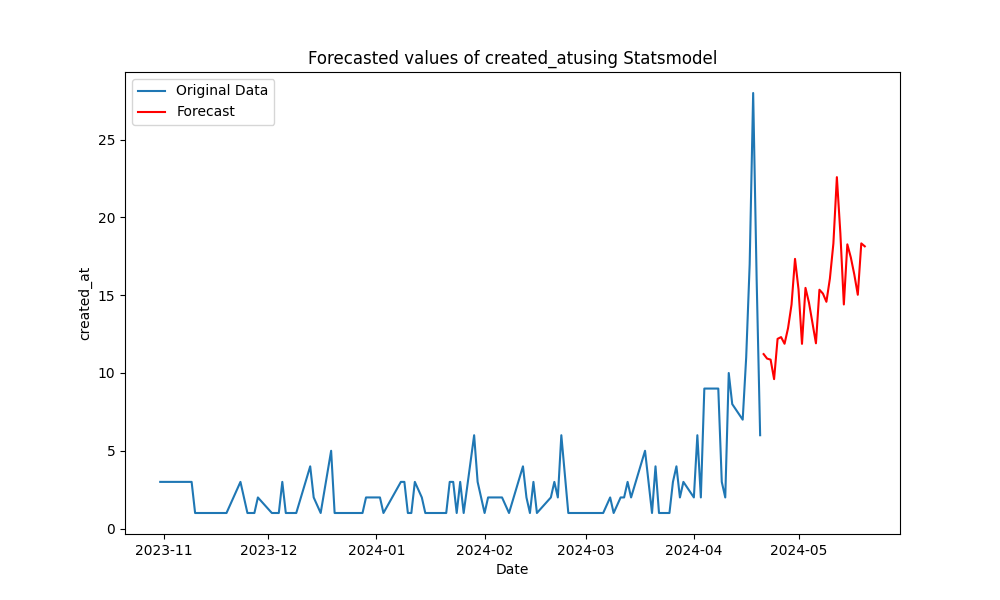 Forecasted values of created_atusing Statsmodel
Original Data
Forecast
25
20
15
10
5
0
created_at
2023-11
2023-12
2024-01
2024-02
2024-03
2024-04
2024-05
Date